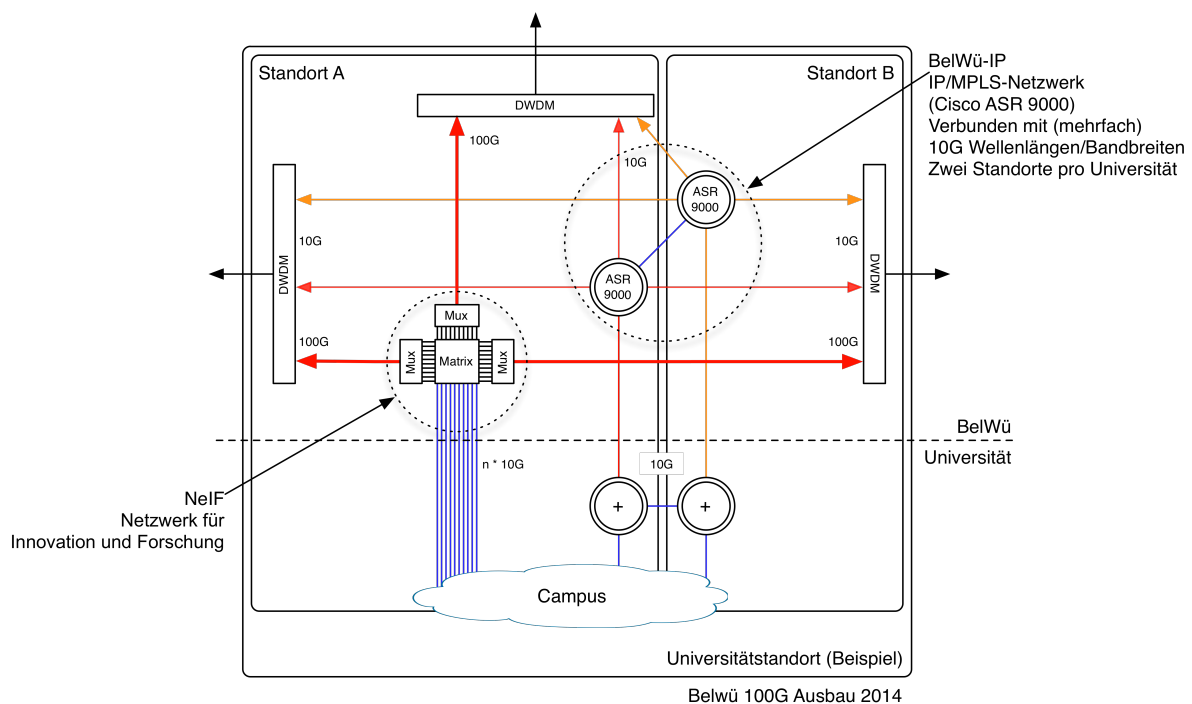 Standort A
Standort B
BelWü-IP
IP/MPLS-Netzwerk
(Cisco ASR 9000)
Verbunden mit (mehrfach)
10G Wellenlängen/Bandbreiten
Zwei Standorte pro Universität
DWDM
100G
10G
ASR
9000
10G
10G
DWDM
DWDM
ASR
9000
Mux
100G
100G
Mux
Matrix
Mux
BelWü
Universität
n * 10G
10G
NeIF
Netzwerk für
Innovation und Forschung
+
+
Campus
Universitätstandort (Beispiel)
Belwü 100G Ausbau 2014